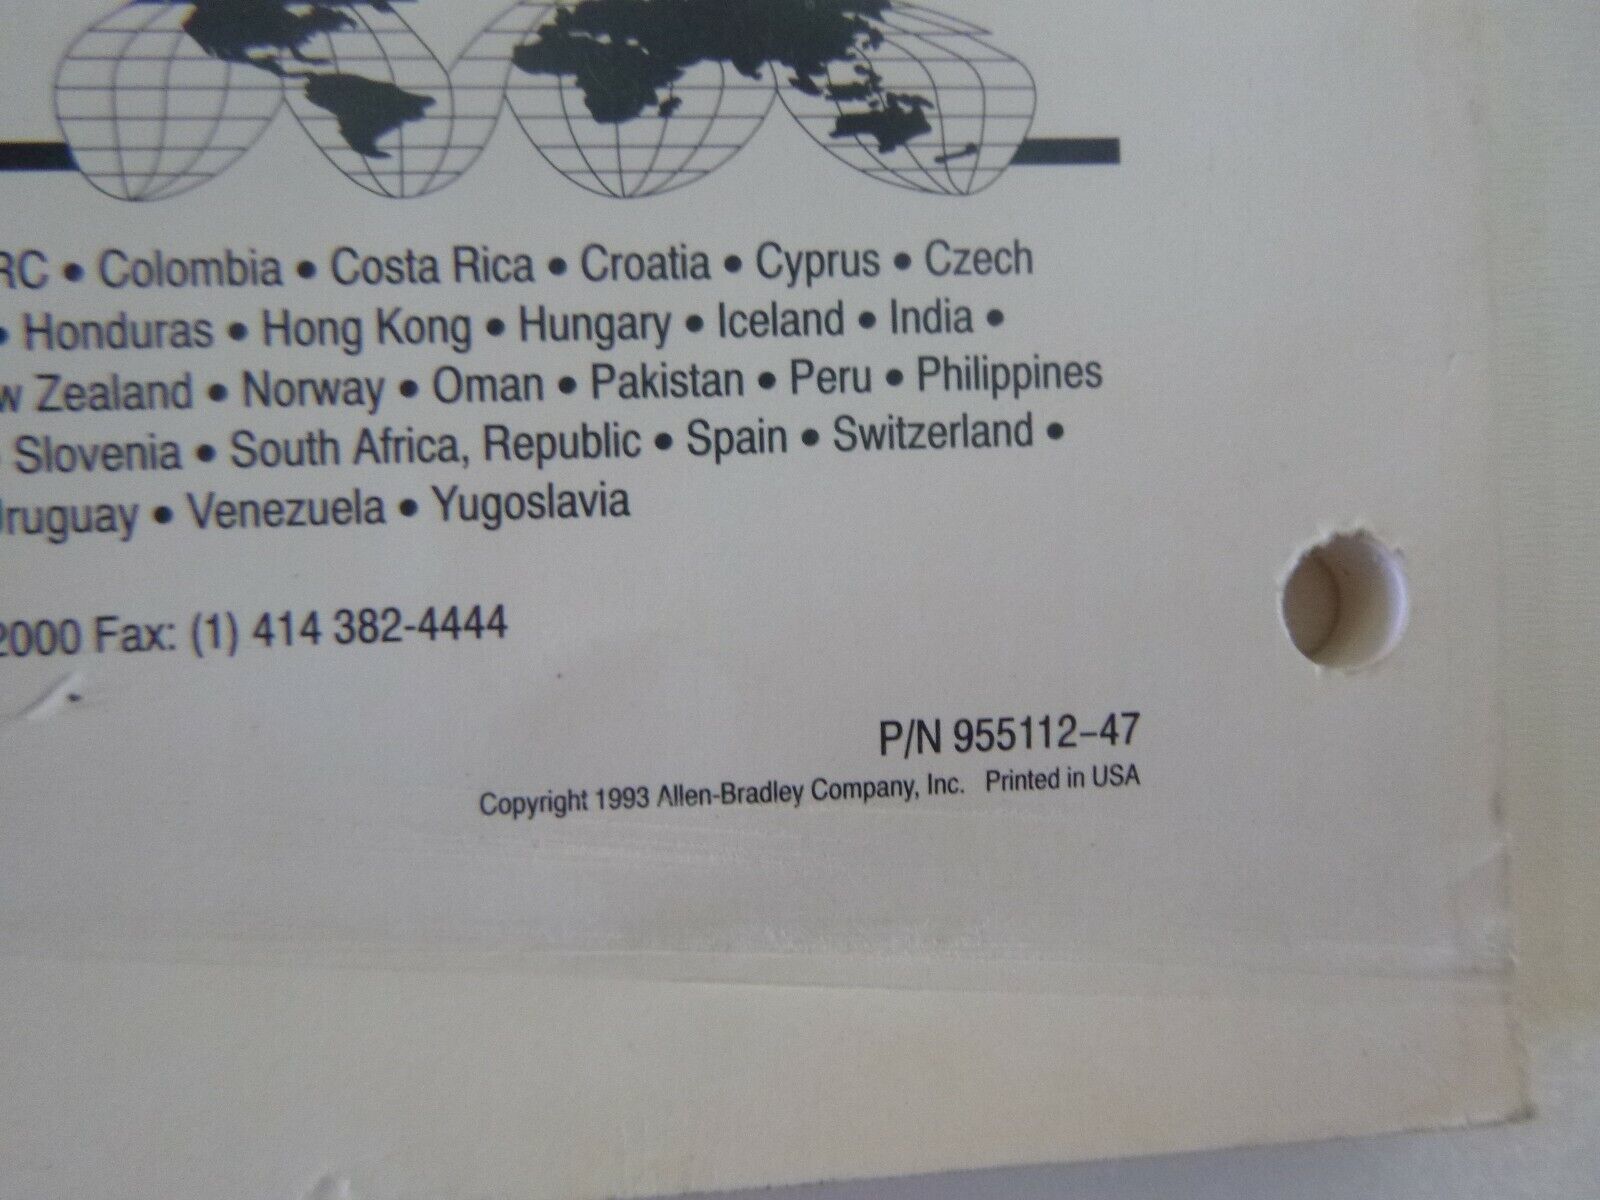 RC • Colombia • Costa Rica • Croatia • Cyprus • Czech
• Honduras • Hong Kong • Hungary • Iceland • India •
w Zealand • Norway • Oman • Pakistan • Peru • Philippines
• Slovenia • South Africa, Republic • Spain • Switzerland •
Uruguay • Venezuela • Yugoslavia
2000 Fax: (1) 414 382-4444
P/N 955112–47
Copyright 1993 Allen-Bradley Company, Inc. Printed in USA